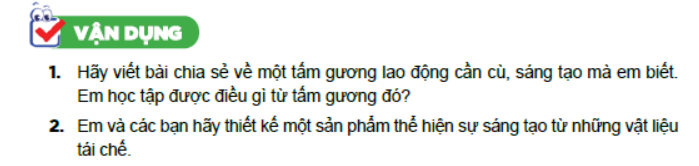 VẬN DỤNG
1. Hãy viết bài chia sẻ về một tấm gương lao động cần cù, sáng tạo mà em biết.
Em học tập được điều gì từ tấm gương đó?
2. Em và các bạn hãy thiết kế một sản phẩm thể hiện sự sáng tạo từ những vật liệu
tái chế.